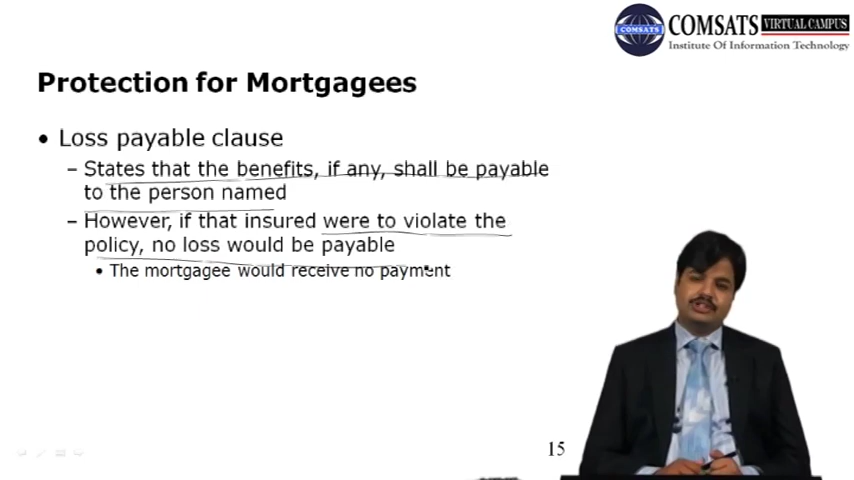 COMSATS VIRTUAL CAMPUS
Institute Of Information Technology
Protection for Mortgagees
• Loss payable clause
– States that the benefits, if any, shall be payable
to the person named
– However, if that insured were to violate the
policy, no loss would be payable
• The mortgagee would receive no payment
15